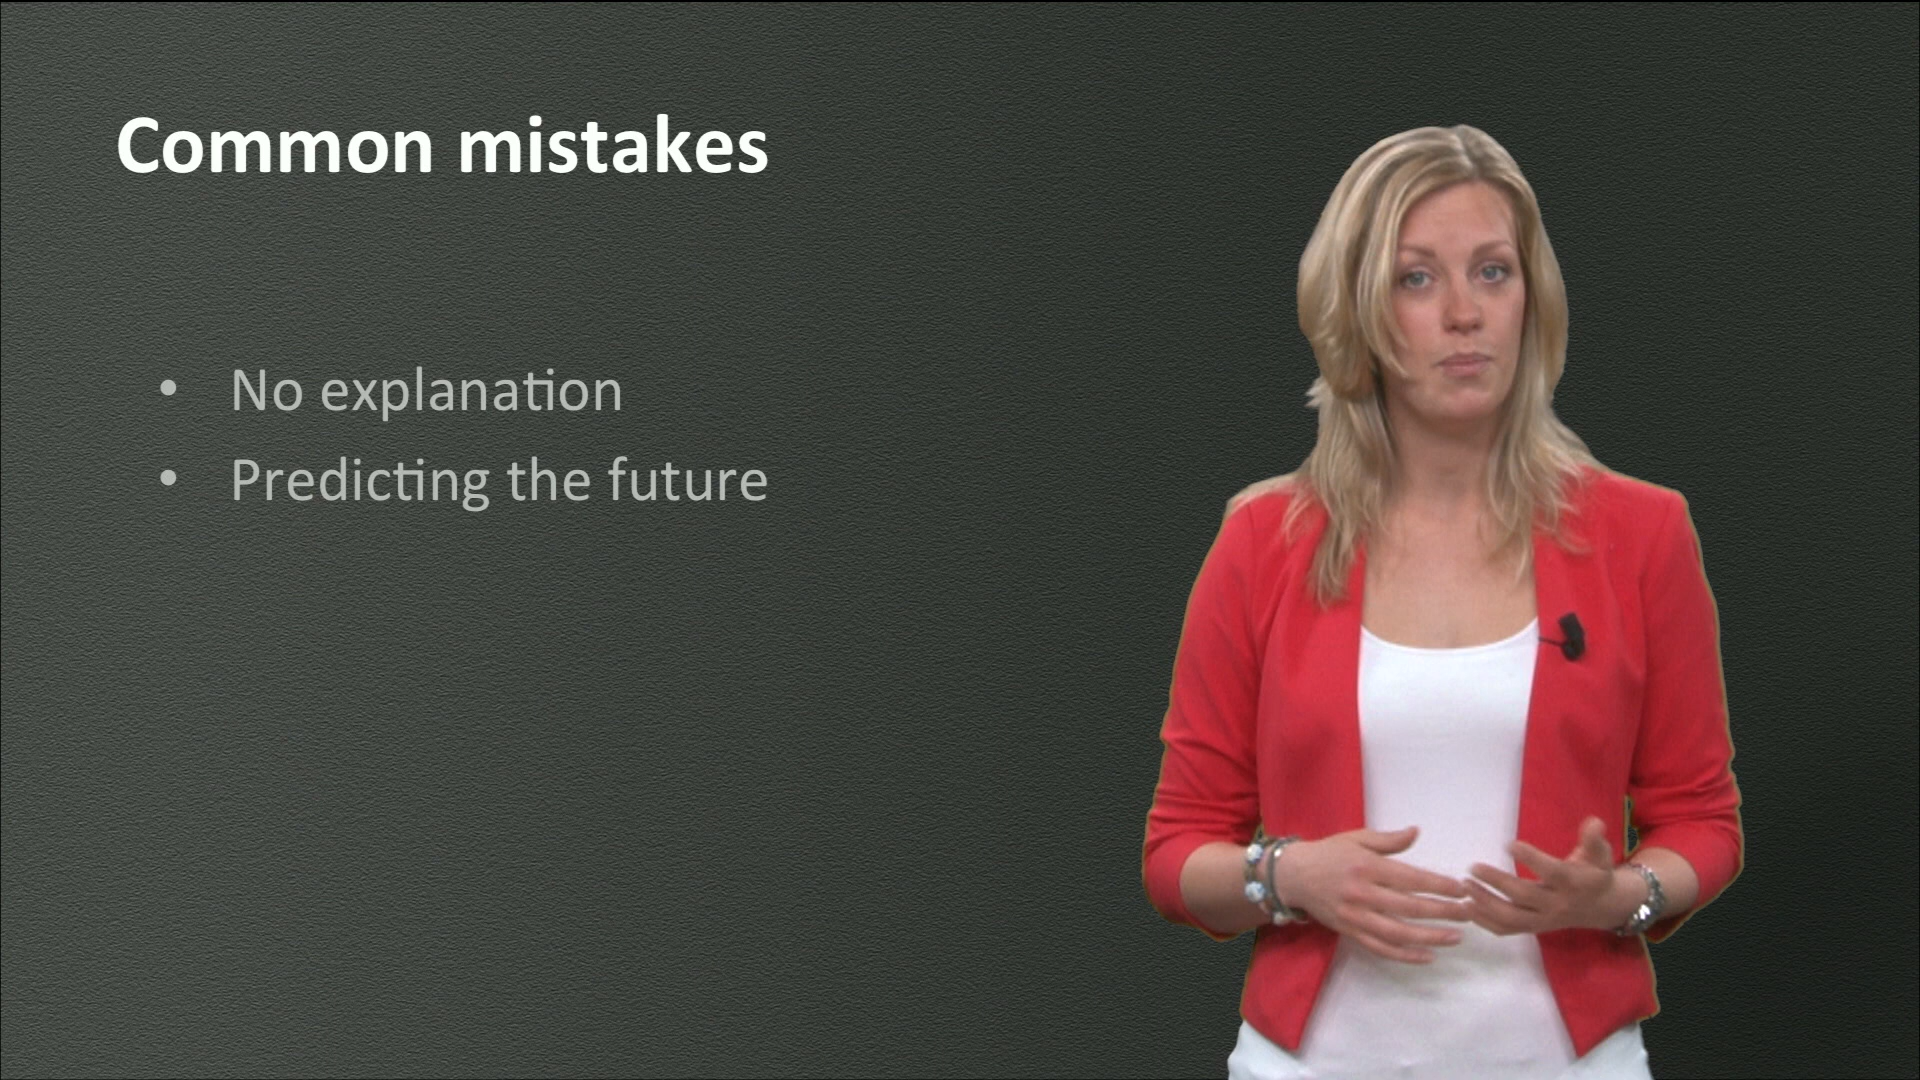 Common mistakes
• No explanation
• Predicting the future